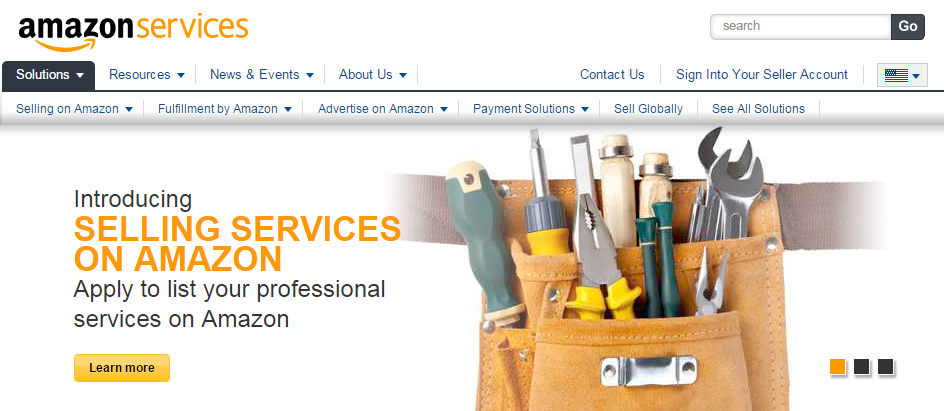 amazonservices
search
Go
Solutions
Resources
News & Events
About Us
Contact Us
Sign Into Your Seller Account
Selling on Amazon
Fulfillment by Amazon
Advertise on Amazon
Payment Solutions
Sell Globally
See All Solutions
Introducing
SELLING SERVICES
ON AMAZON
Apply to list your professional
services on Amazon
Learn more